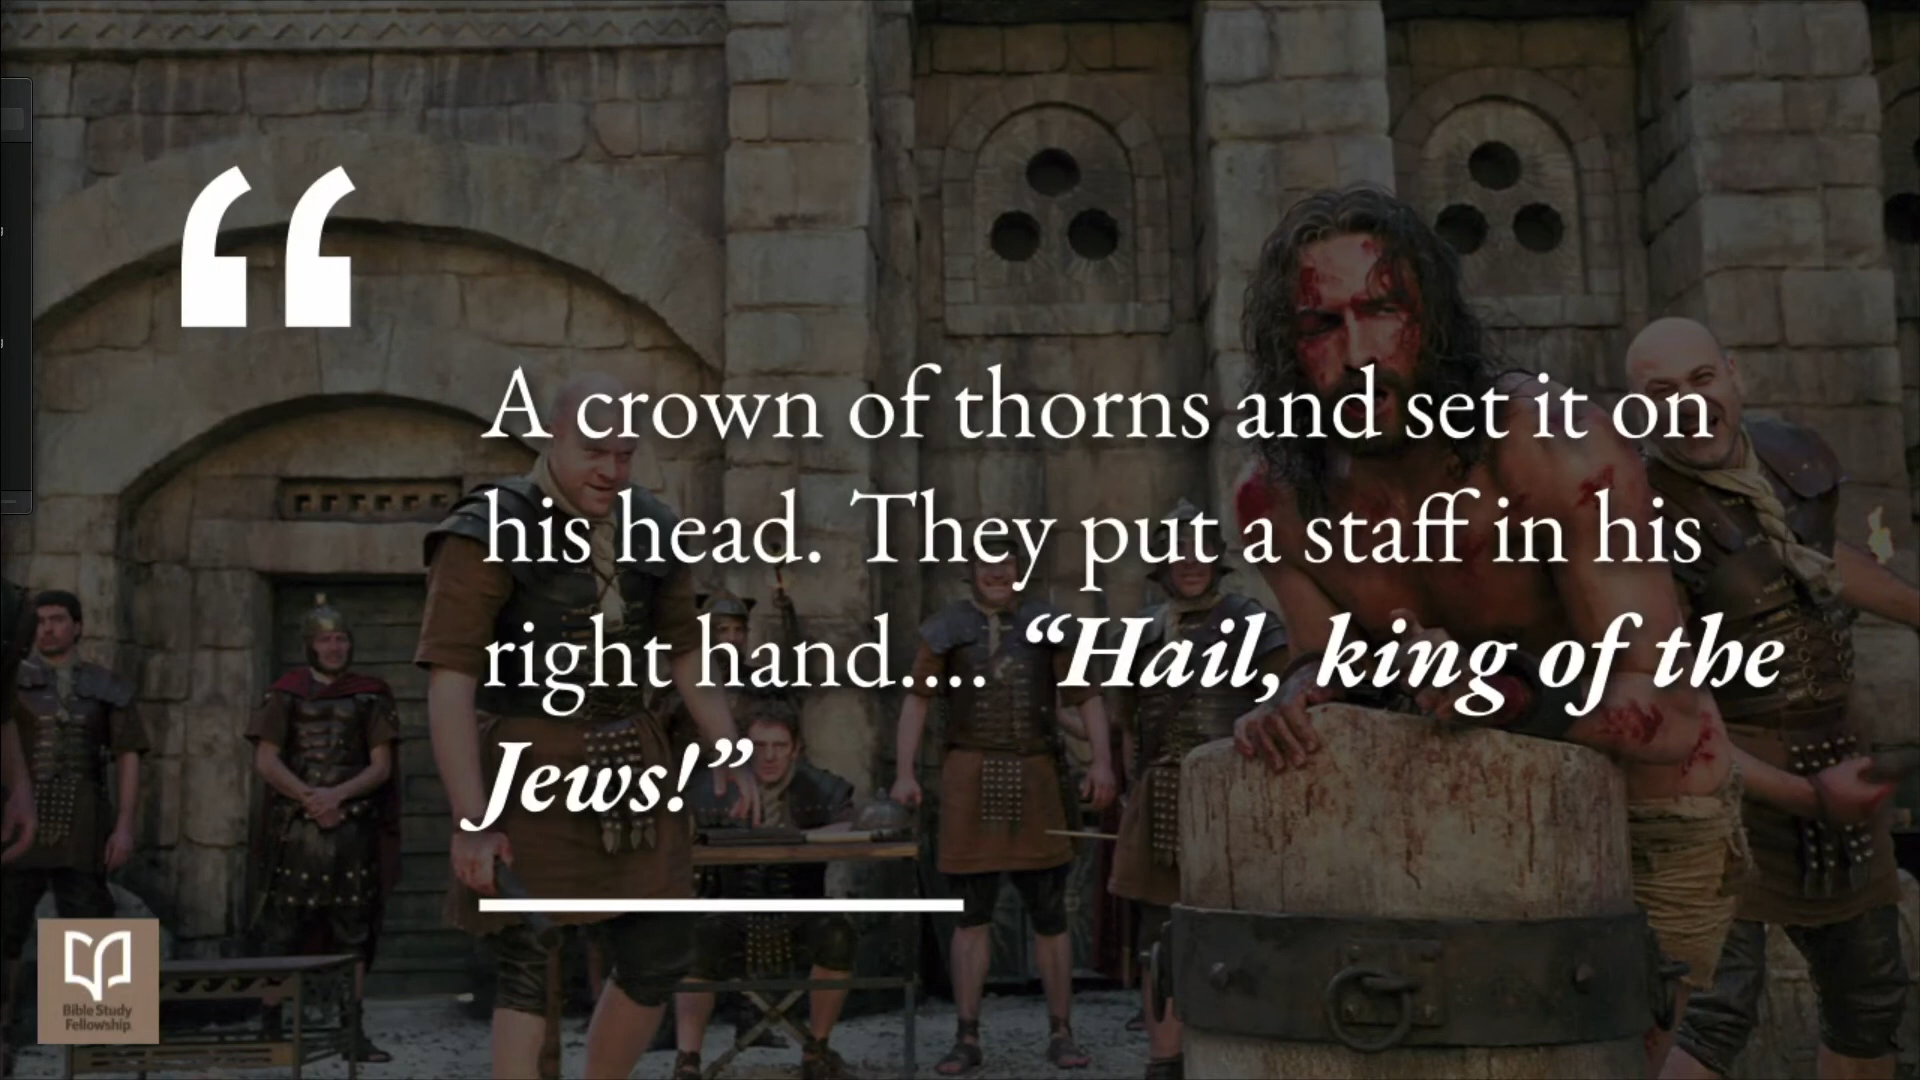 “
A crown of thorns and set it on
his head. They put a staff in his
right hand.... “Hail, king of the
Jews!”
Bible Study
Fellowship